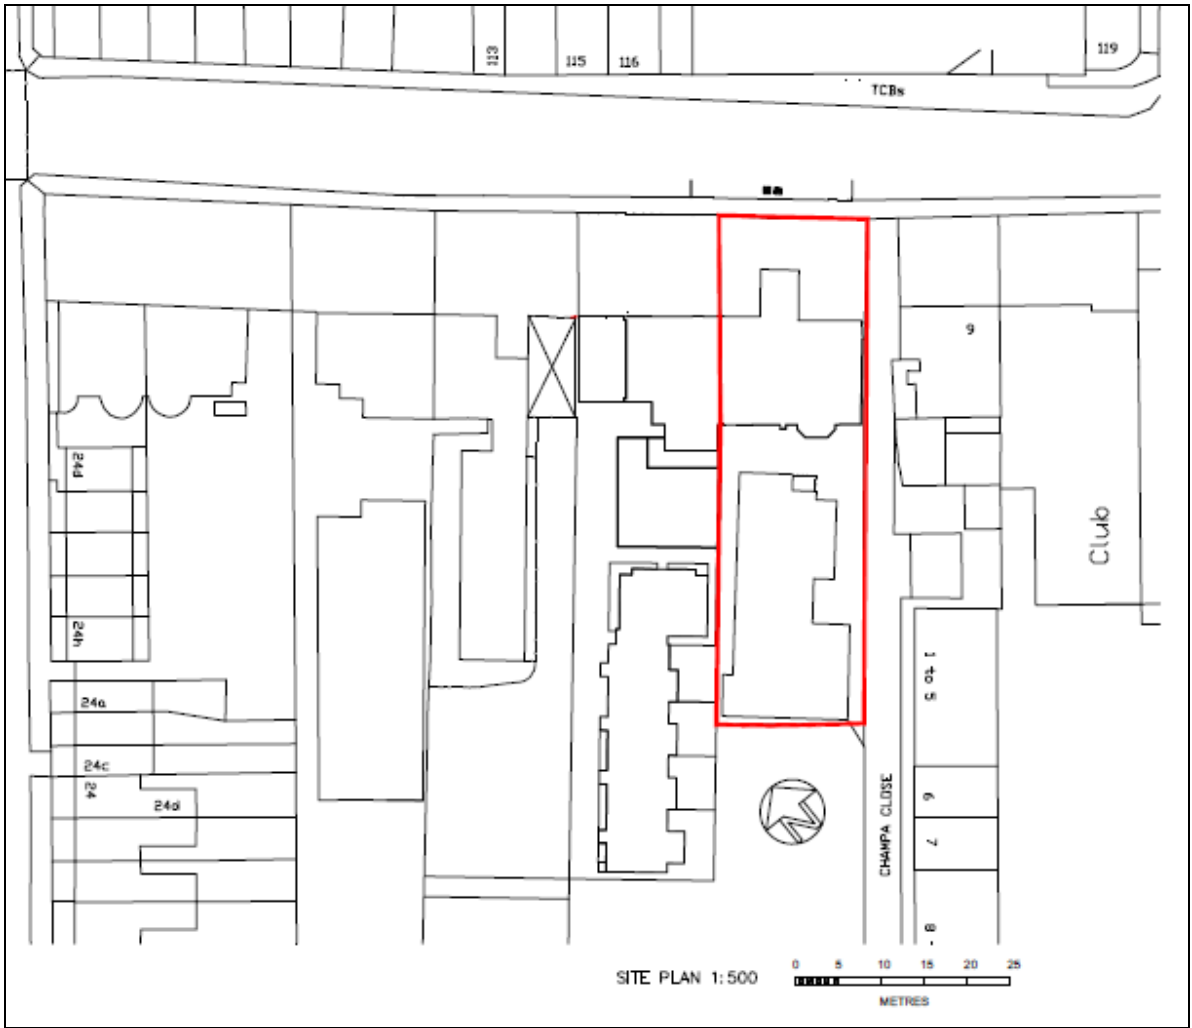 113
115
116
119
TCBs
9
24d
Club
24h
1 to 5
24a
24c
24
24d
6
CHAMPA CLOSE
7
8 -
SITE PLAN 1:500
0 5 10 15 20 25
METRES